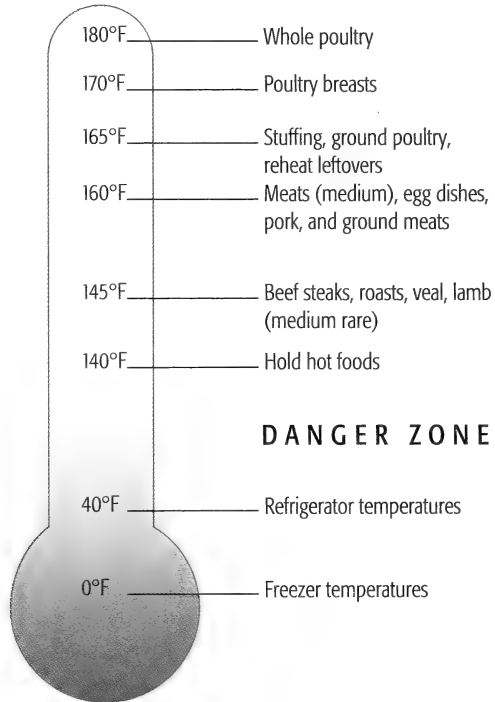 180°F Whole poultry
170°F Poultry breasts
165°F Stuffing, ground poultry,
reheat leftovers
160°F Meats (medium), egg dishes,
pork, and ground meats
145°F Beef steaks, roasts, veal, lamb
(medium rare)
140°F Hold hot foods
DANGER ZONE
40°F Refrigerator temperatures
0°F Freezer temperatures